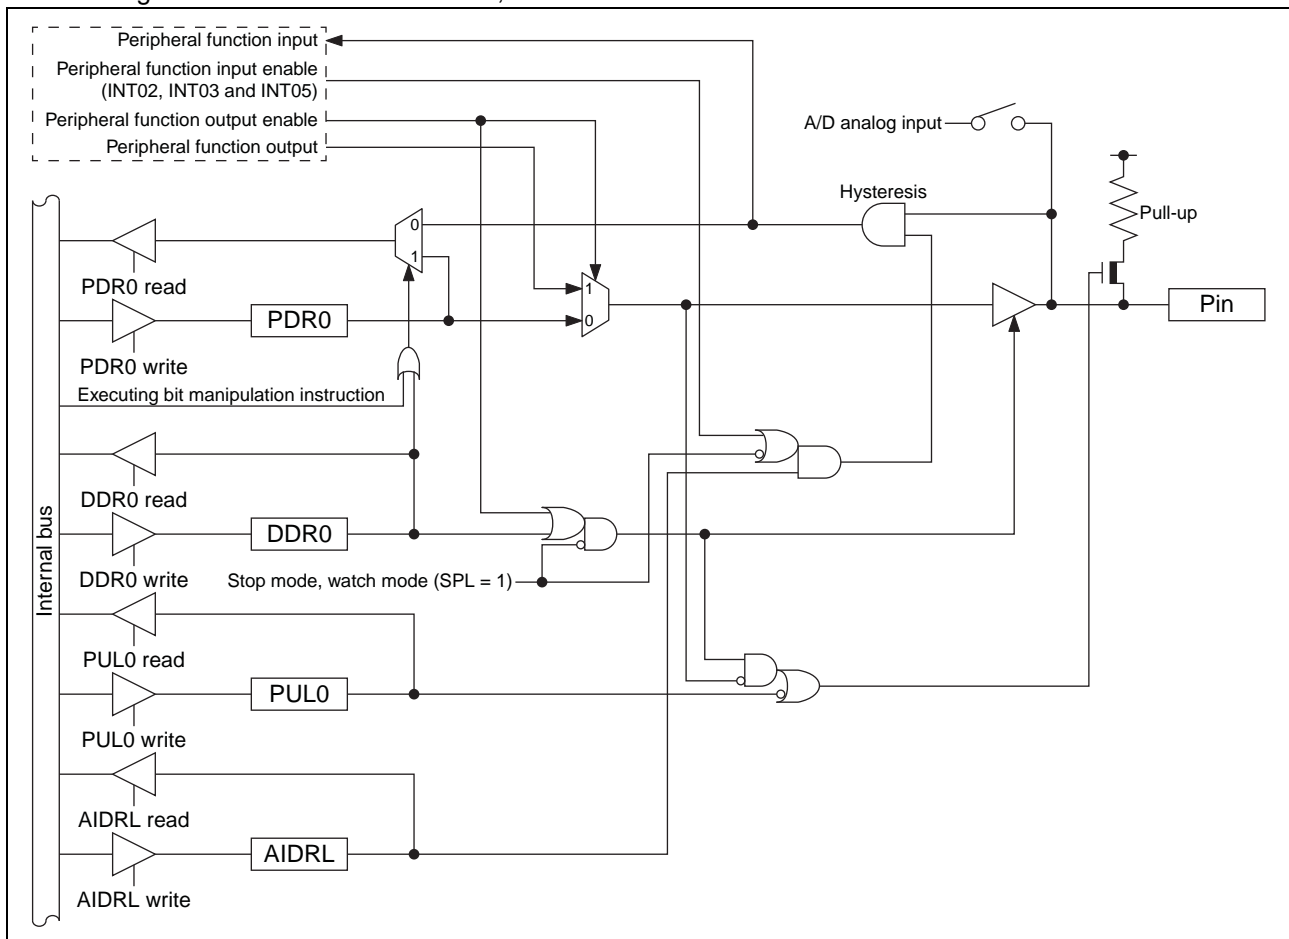 Peripheral function input
Peripheral function input enable
(INT02, INT03 and INT05)
Peripheral function output enable
Peripheral function output
A/D analog input
Hysteresis
Pull-up
0
1
PDR0 read
1
0
PDR0
Pin
PDR0 write
Executing bit manipulation instruction
DDR0 read
Internal bus
DDR0
DDR0 write
Stop mode, watch mode (SPL = 1)
PUL0 read
PUL0
PUL0 write
AIDRL read
AIDRL
AIDRL write